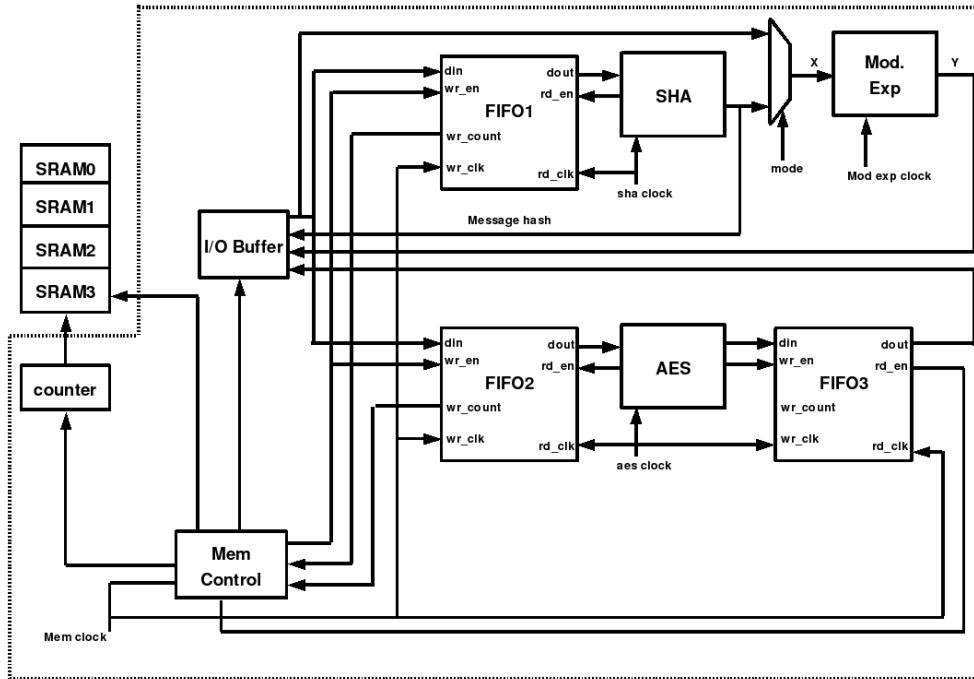 din
dout
wr_en
rd_en
FIFO1
wr_count
wr_clk
rd_clk
SHA
sha clock
mode
X
Mod.
Exp
Y
Mod exp clock
SRAM0
SRAM1
SRAM2
SRAM3
counter
I/O Buffer
Message hash
din
dout
wr_en
rd_en
FIFO2
wr_count
wr_clk
rd_clk
AES
aes clock
din
dout
wr_en
rd_en
FIFO3
wr_count
wr_clk
rd_clk
Mem
Control
Mem clock